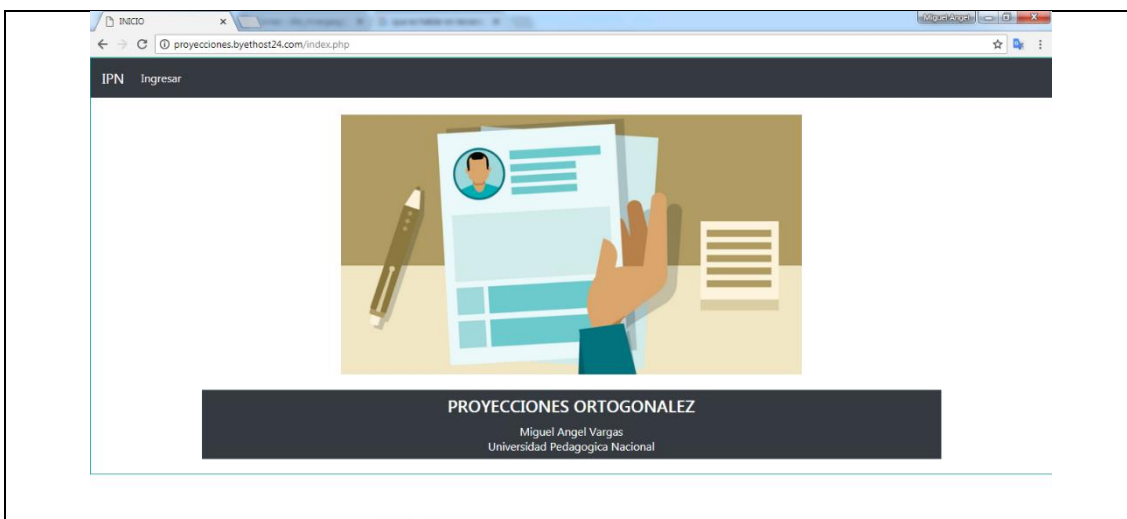 INICIO
Miguel Angel
proyecciones.byethost24.com/index.php
IPN Ingresar
PROYECCIONES ORTOGONALEZ
Miguel Angel Vargas
Universidad Pedagogica Nacional